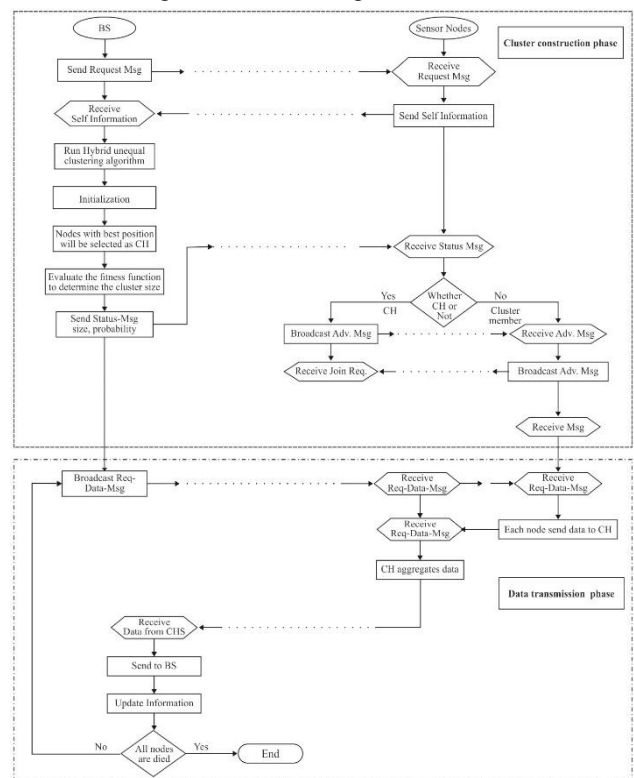 BS
Sensor Nodes
Cluster construction phase
Send Request Msg
Receive
Request Msg
Receive
Self Information
Send Self Information
Run Hybrid unequal
clustering algorithm
Initialization
Nodes with best position
will be selected as CH
Receive Status Msg
Evaluate the fitness function
to determine the cluster size
Yes
CH
Whether
CH or
Not
No
Cluster
member
Send Status-Msg
size, probability
Broadcast Adv. Msg
Receive Adv. Msg
Receive Join Req.
Broadcast Adv. Msg
Receive Msg
Broadcast Req-
Data-Msg
Receive
Req-Data-Msg
Receive
Req-Data-Msg
Receive
Req-Data-Msg
Each node send data to CH
CH aggregates data
Data transmission phase
Receive
Data from CHS
Send to BS
Update Information
No
All nodes
are died
Yes
End